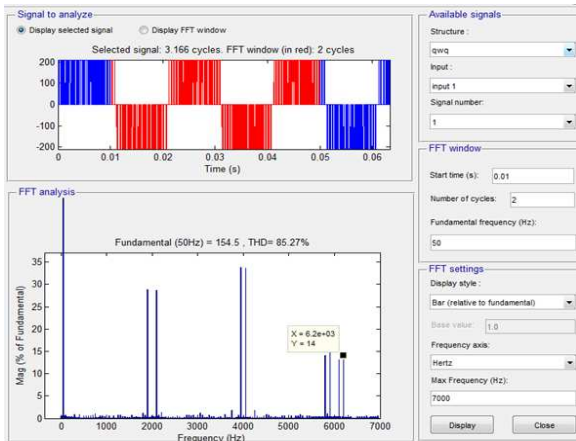 Signal to analyze
Display selected signal
Display FFT window
Selected signal: 3.166 cycles. FFT window (in red): 2 cycles
200
100
0
-100
-200
0
0.01
0.02
0.03
0.04
0.05
0.06
Time (s)
FFT analysis
Fundamental (50Hz) = 154.5 , THD= 85.27%
Mag (% of Fundamental)
35
30
25
20
15
10
5
0
X = 6.2e+03
Y = 14
0
1000
2000
3000
4000
5000
6000
7000
Frequency (Hz)
Available signals
Structure :
qwq
Input :
input 1
Signal number:
1
FFT window
Start time (s):
0.01
Number of cycles:
2
Fundamental frequency (Hz):
50
FFT settings
Display style :
Bar (relative to fundamental)
Base value:
1.0
Frequency axis:
Hertz
Max Frequency (Hz):
7000
Display
Close